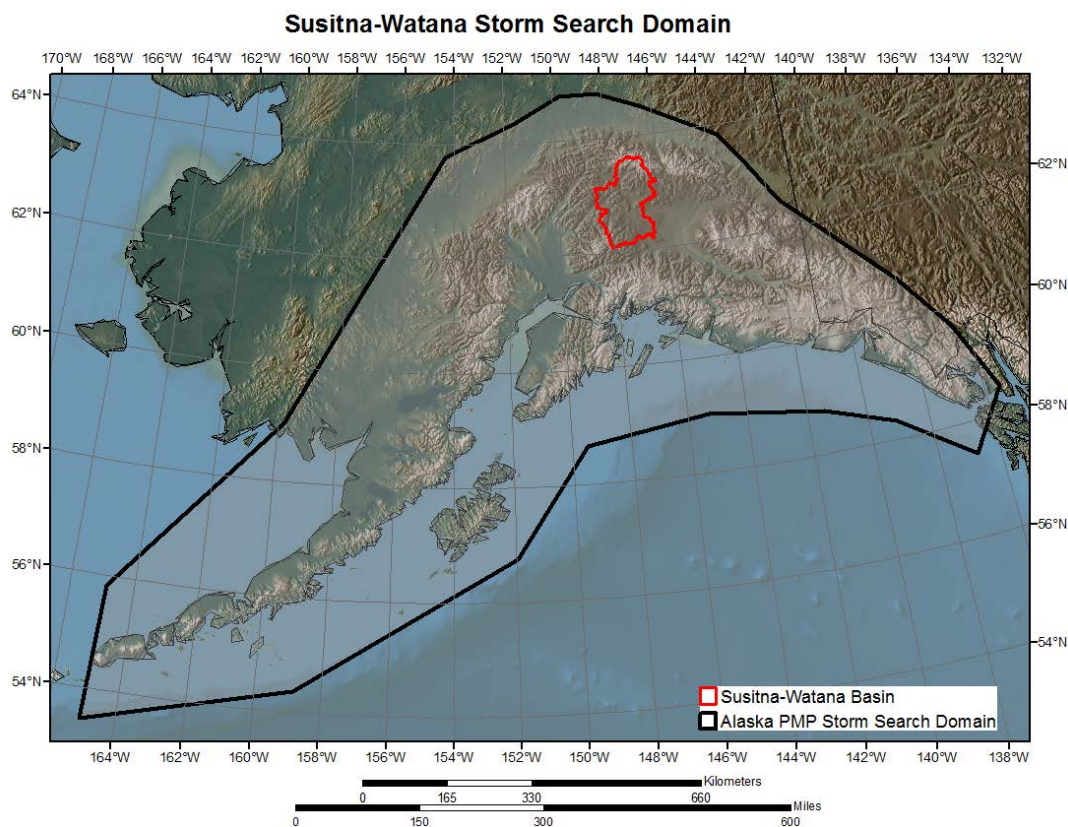 Susitna-Watana Storm Search Domain
170°W 168°W 166°W 164°W 162°W 160°W 158°W 156°W 154°W 152°W 150°W 148°W 146°W 144°W 142°W 140°W 138°W 136°W 134°W 132°W
64°N
62°N
62°N
60°N
60°N
58°N
58°N
56°N
56°N
54°N
54°N
Susitna-Watana Basin
Alaska PMP Storm Search Domain
164°W 162°W 160°W 158°W 156°W 154°W 152°W 150°W 148°W 146°W 144°W 142°W 140°W 138°W
Kilometers
0 165 330 660
Miles
0 150 300 600